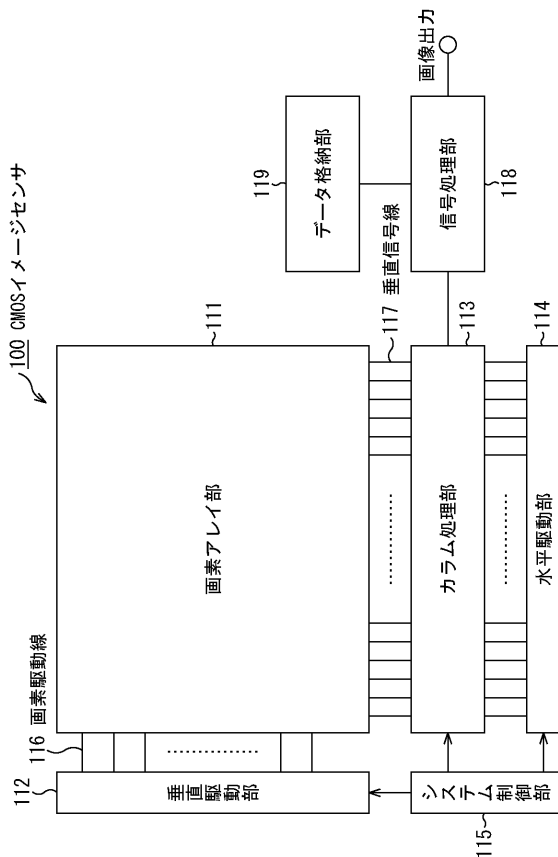 100 CMOSイメージセンサ
116 画素駆動線
112
垂直駆動部
画素アレイ部
111
117 垂直信号線
カラム処理部
113
水平駆動部
114
システム制御部
115
データ格納部
119
信号処理部
118
画像出力